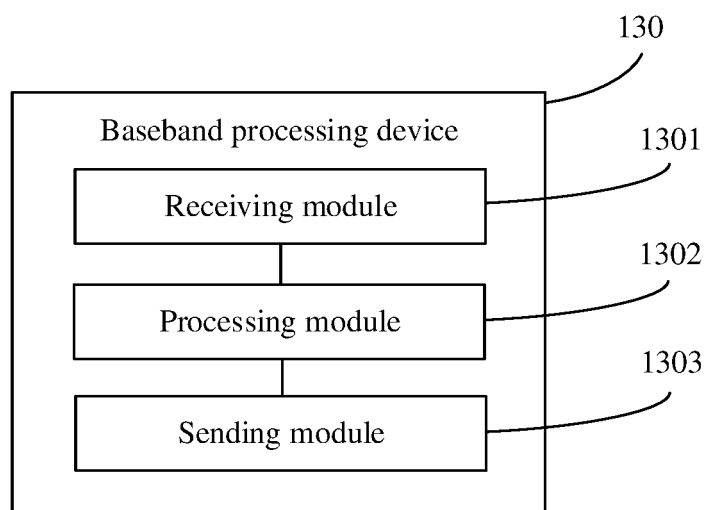 130
Baseband processing device
1301
Receiving module
1302
Processing module
1303
Sending module